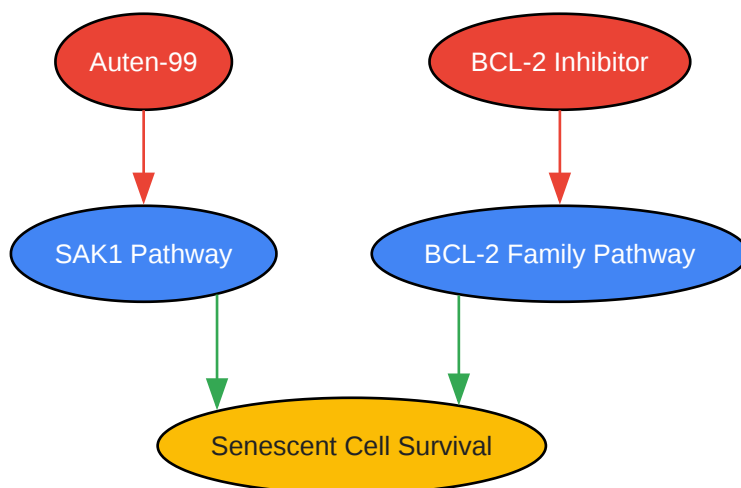 Auten-99
BCL-2 Inhibitor
SAK1 Pathway
BCL-2 Family Pathway
Senescent Cell Survival